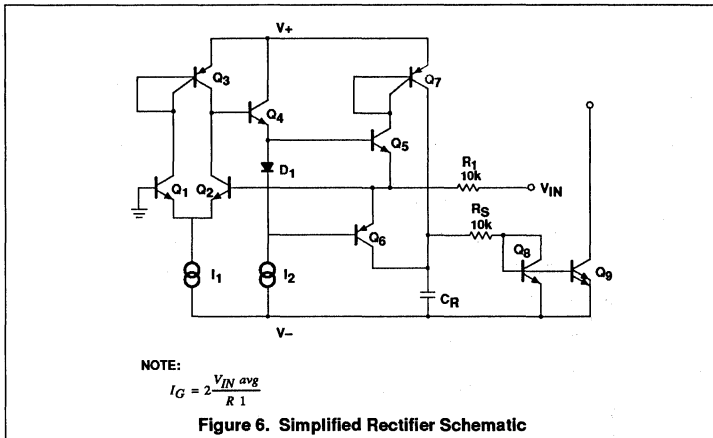 V+
Q3
Q7
Q4
Q5
R1
10k
VIN
D1
Q1
Q2
RS
10k
Q6
Q8
Q9
I1
I2
CR
V–
NOTE:
IG = 2 VIN avg / R 1
Figure 6. Simplified Rectifier Schematic